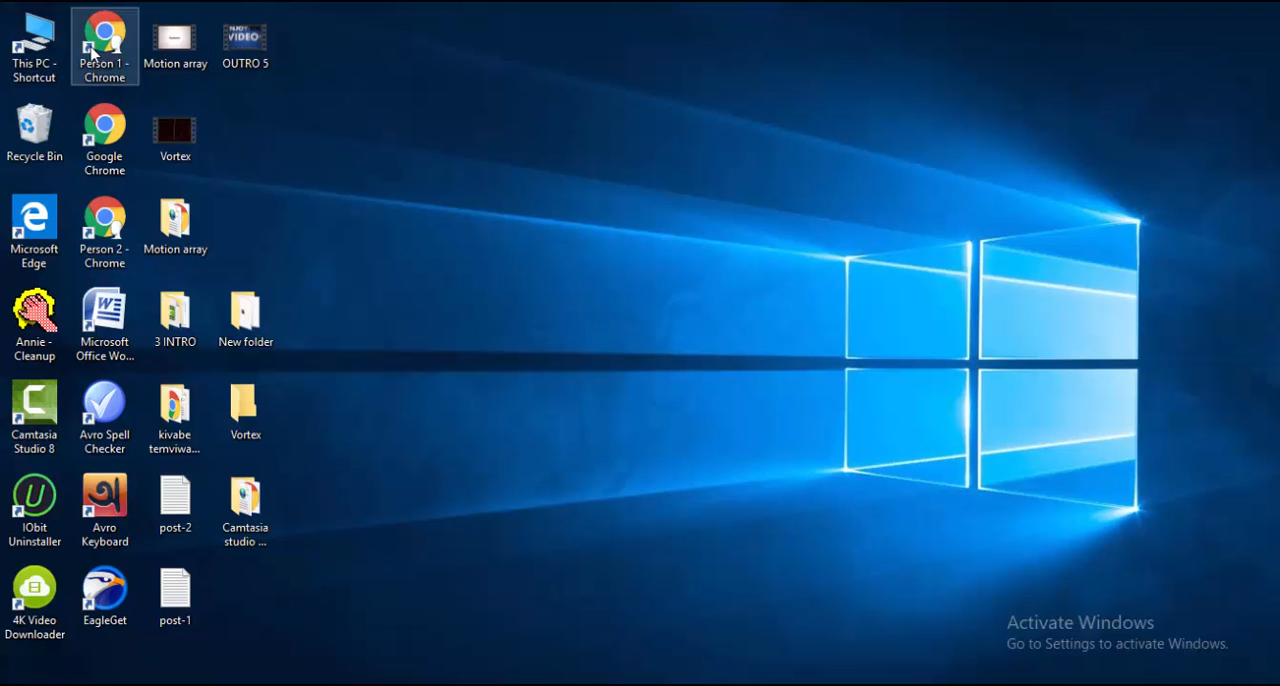 This PC -
Shortcut
Person 1 -
Chrome
Motion array
ENJOY
VIDEO
OUTRO 5
Recycle Bin
Google
Chrome
Vortex
Microsoft
Edge
Person 2 -
Chrome
Motion array
Annie -
Cleanup
W
Microsoft
Office Wo...
3 INTRO
New folder
Camtasia
Studio 8
Avro Spell
Checker
kivabe
temviwa...
Vortex
IObit
Uninstaller
অ
Avro
Keyboard
post-2
Camtasia
studio ...
4K Video
Downloader
EagleGet
post-1
Activate Windows
Go to Settings to activate Windows.